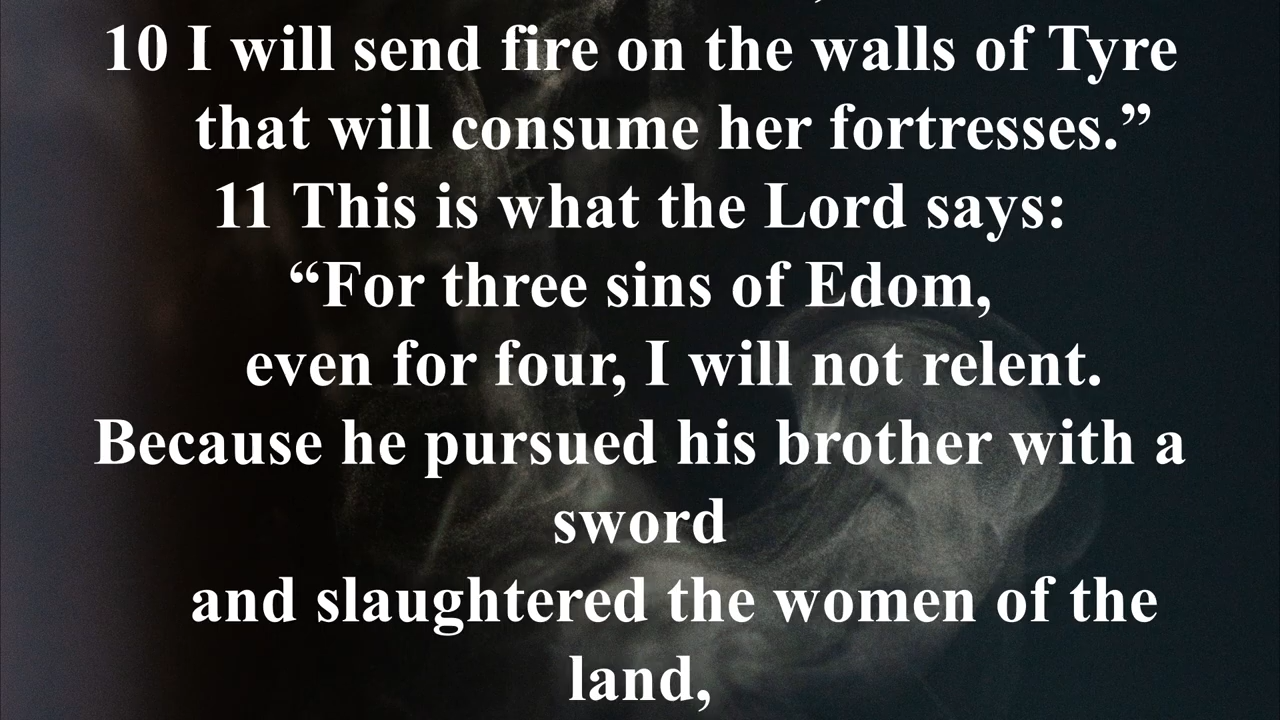 10 I will send fire on the walls of Tyre
that will consume her fortresses.”
11 This is what the Lord says:
“For three sins of Edom,
even for four, I will not relent.
Because he pursued his brother with a
sword
and slaughtered the women of the
land,